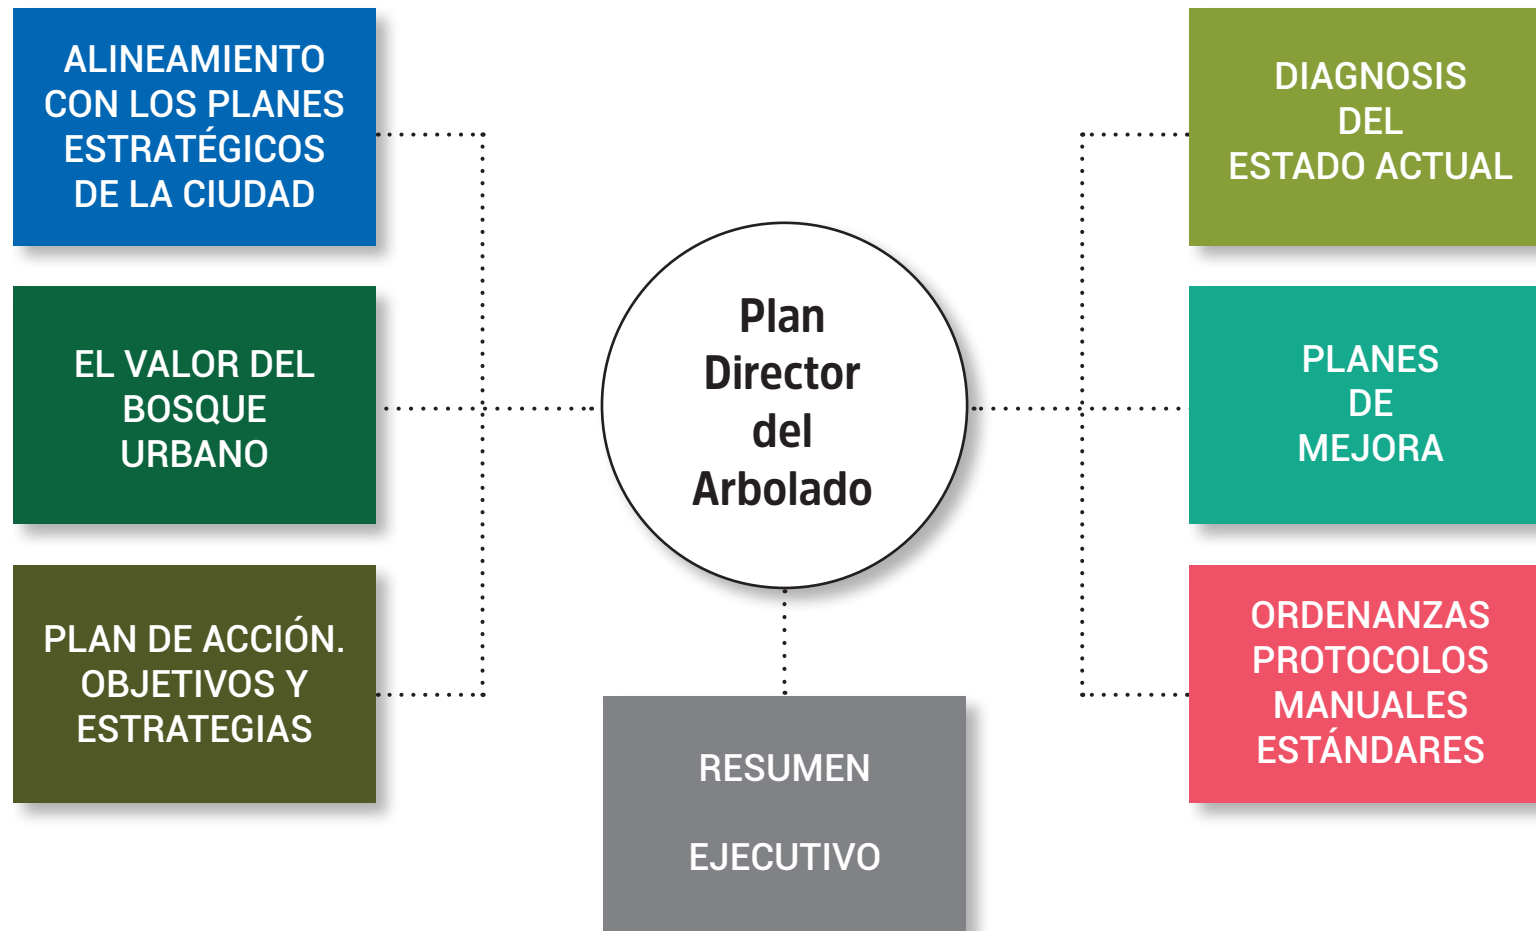 ALINEAMIENTO
CON LOS PLANES
ESTRATÉGICOS
DE LA CIUDAD
EL VALOR DEL
BOSQUE
URBANO
PLAN DE ACCIÓN.
OBJETIVOS Y
ESTRATEGIAS
Plan
Director
del
Arbolado
RESUMEN
EJECUTIVO
DIAGNOSIS
DEL
ESTADO ACTUAL
PLANES
DE
MEJORA
ORDENANZAS
PROTOCOLOS
MANUALES
ESTÁNDARES